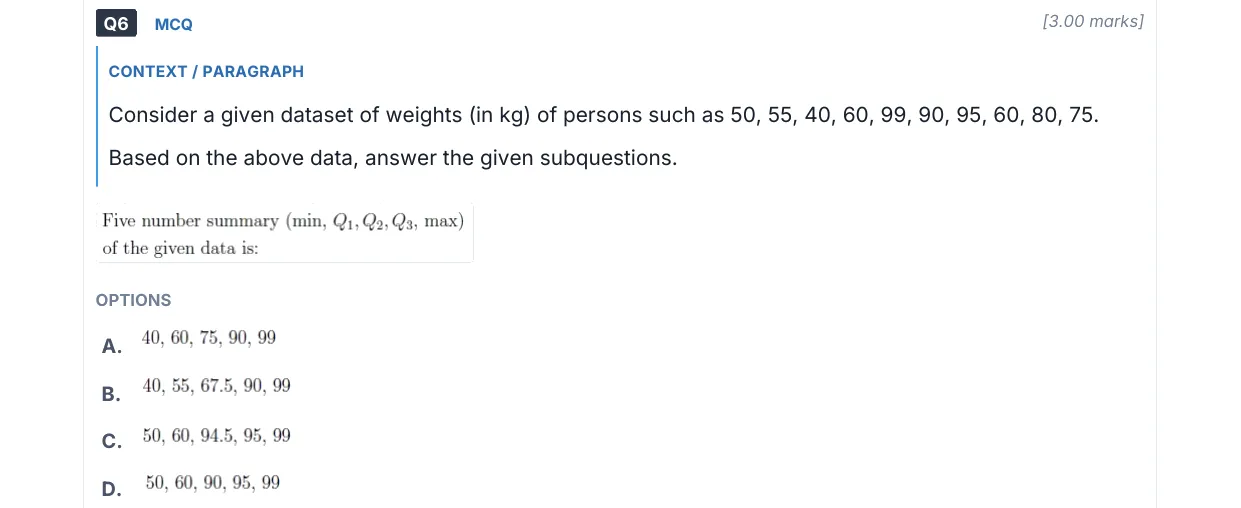 Q6 MCQ [3.00 marks]
CONTEXT / PARAGRAPH
Consider a given dataset of weights (in kg) of persons such as 50, 55, 40, 60, 99, 90, 95, 60, 80, 75.
Based on the above data, answer the given subquestions.
Five number summary (min, Q₁, Q₂, Q₃, max)
of the given data is:
OPTIONS
A. 40, 60, 75, 90, 99
B. 40, 55, 67.5, 90, 99
C. 50, 60, 94.5, 95, 99
D. 50, 60, 90, 95, 99